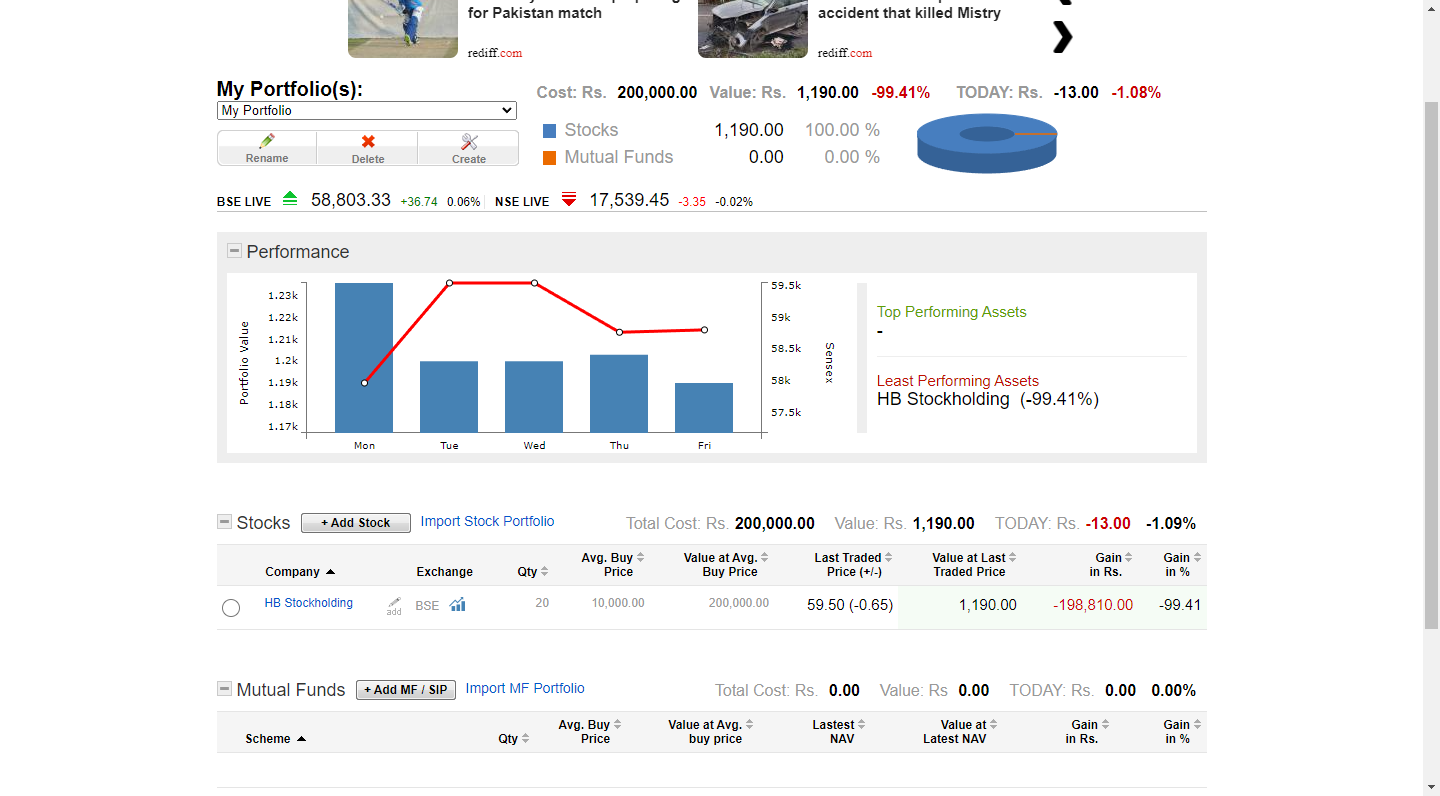 for Pakistan match
accident that killed Mistry
rediff.com
rediff.com
My Portfolio(s):
My Portfolio
Rename
Delete
Create
Cost: Rs. 200,000.00 Value: Rs. 1,190.00 -99.41% TODAY: Rs. -13.00 -1.08%
Stocks 1,190.00 100.00 %
Mutual Funds 0.00 0.00 %
BSE LIVE 58,803.33 +36.74 0.06% NSE LIVE 17,539.45 -3.35 -0.02%
Performance
Portfolio Value
1.23k
1.22k
1.21k
1.2k
1.19k
1.18k
1.17k
Mon Tue Wed Thu Fri
59.5k
59k
58.5k
58k
57.5k
Sensex
Top Performing Assets
-
Least Performing Assets
HB Stockholding (-99.41%)
Stocks + Add Stock Import Stock Portfolio Total Cost: Rs. 200,000.00 Value: Rs. 1,190.00 TODAY: Rs. -13.00 -1.09%
Company Exchange Qty Avg. Buy Price Value at Avg. Buy Price Last Traded Price (+/-) Value at Last Traded Price Gain in Rs. Gain in %
HB Stockholding add BSE 20 10,000.00 200,000.00 59.50 (-0.65) 1,190.00 -198,810.00 -99.41
Mutual Funds + Add MF / SIP Import MF Portfolio Total Cost: Rs. 0.00 Value: Rs 0.00 TODAY: Rs. 0.00 0.00%
Scheme Qty Avg. Buy Price Value at Avg. buy price Lastest NAV Value at Latest NAV Gain in Rs. Gain in %